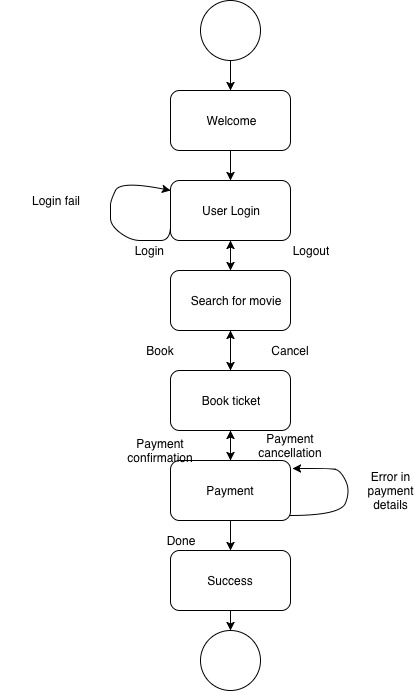 Welcome
Login fail
User Login
Login
Logout
Search for movie
Book
Cancel
Book ticket
Payment
confirmation
Payment
cancellation
Payment
Error in
payment
details
Done
Success